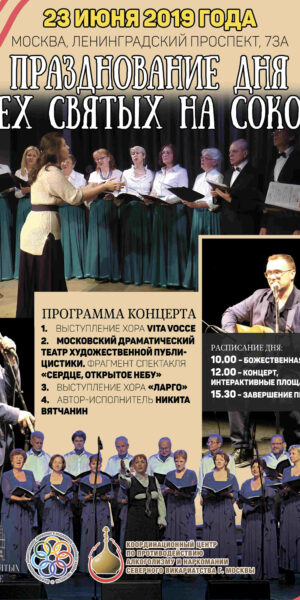 23 ИЮНЯ 2019 ГОДА
МОСКВА, ЛЕНИНГРАДСКИЙ ПРОСПЕКТ, 73А
ПРАЗДНОВАНИЕ ДНЯ
ЕХ СВЯТЫХ НА СОКО
ПРОГРАММА КОНЦЕРТА
1. ВЫСТУПЛЕНИЕ ХОРА VITA VOCCE
2. МОСКОВСКИЙ ДРАМАТИЧЕСКИЙ
ТЕАТР ХУДОЖЕСТВЕННОЙ ПУБЛИ-
ЦИСТИКИ. ФРАГМЕНТ СПЕКТАКЛЯ
«СЕРДЦЕ, ОТКРЫТОЕ НЕБУ»
3. ВЫСТУПЛЕНИЕ ХОРА «ЛАРГО»
4. АВТОР-ИСПОЛНИТЕЛЬ НИКИТА
ВЯТЧАНИН
РАСПИСАНИЕ ДНЯ:
10.00 – БОЖЕСТВЕННАЯ
12.00 – КОНЦЕРТ,
ИНТЕРАКТИВНЫЕ ПЛОЩ
15.30 – ЗАВЕРШЕНИЕ П
КООРДИНАЦИОННЫЙ ЦЕНТР
ПО ПРОТИВОДЕЙСТВИЮ
АЛКОГОЛИЗМУ И НАРКОМАНИИ
СЕВЕРНОГО ВИКАРИАТСТВА Г. МОСКВЫ